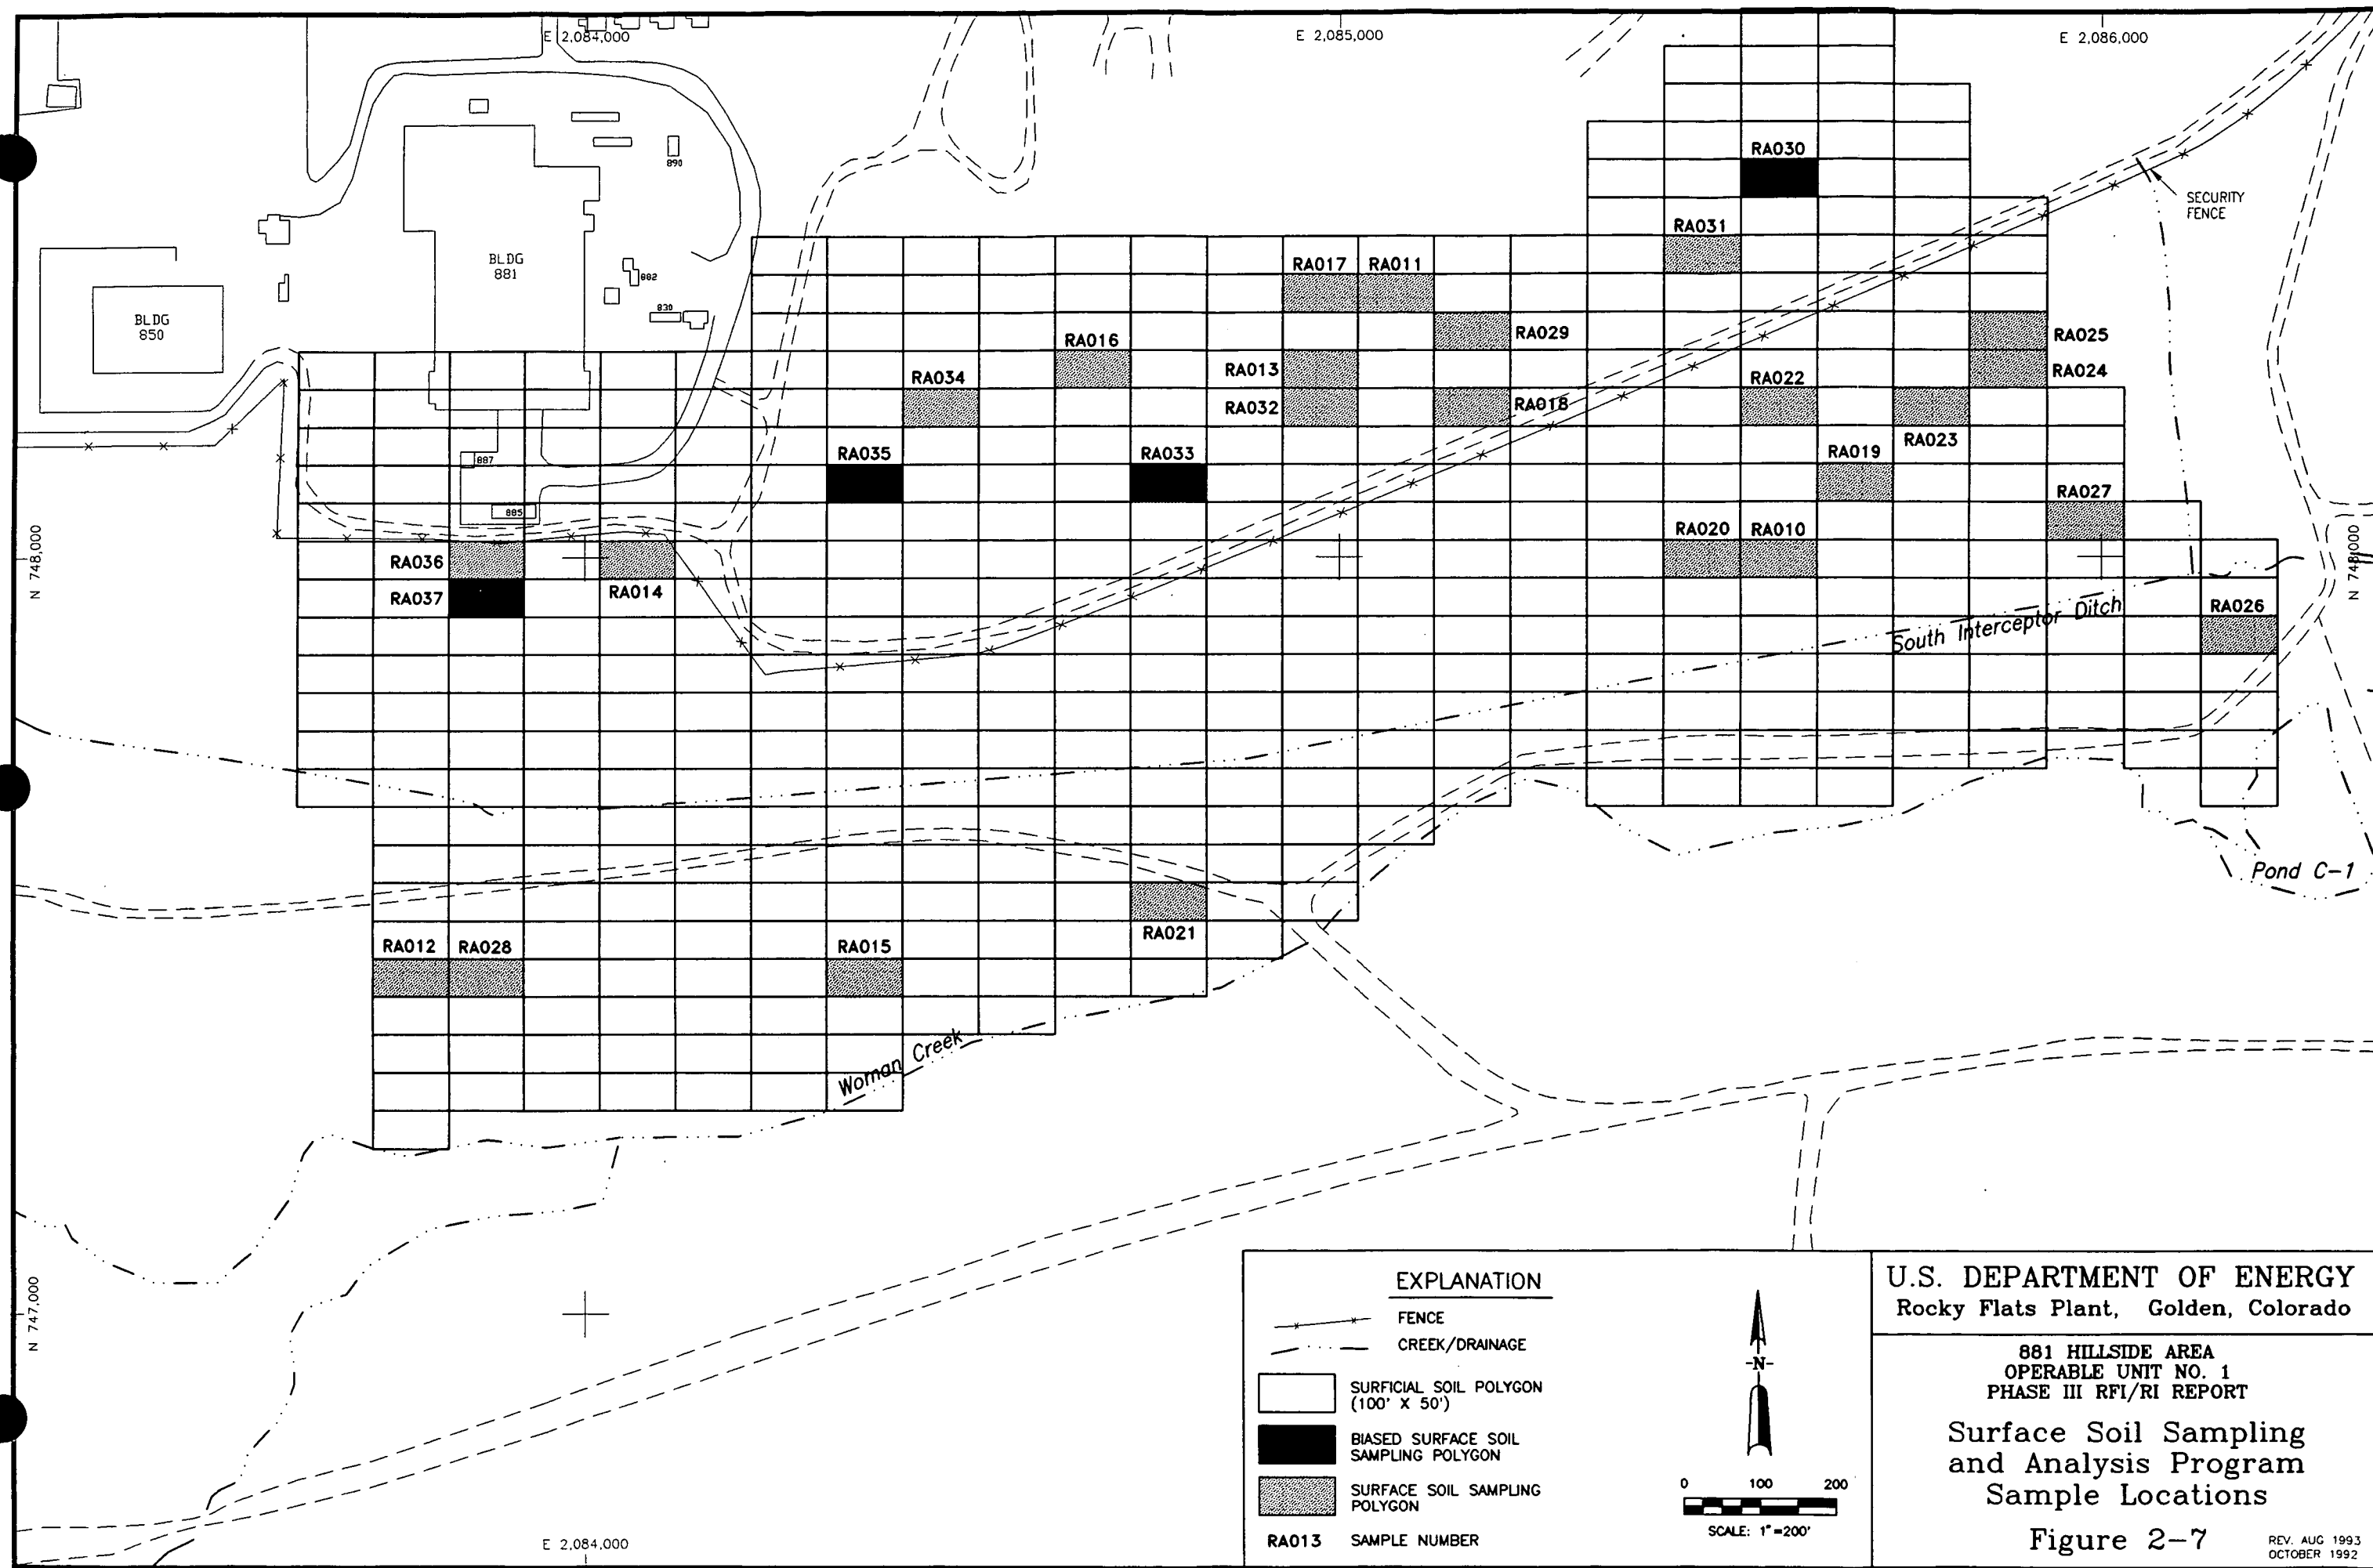 E 2,084,000
E 2,085,000
E 2,086,000
890
RA030
SECURITY
FENCE
RA031
BLDG
881
882
RA017
RA011
830
BLDG
850
RA029
RA025
RA016
RA013
RA024
RA034
RA022
RA032
RA018
RA023
RA035
RA033
RA019
887
RA027
885
RA020
RA010
N 748,000
N 748,000
RA036
RA037
RA014
RA026
South Interceptor Ditch
Pond C-1
RA012
RA028
RA015
RA021
Woman Creek
N 747,000
E 2,084,000
EXPLANATION
FENCE
CREEK/DRAINAGE
SURFICIAL SOIL POLYGON
(100' X 50')
BIASED SURFACE SOIL
SAMPLING POLYGON
SURFACE SOIL SAMPLING
POLYGON
RA013 SAMPLE NUMBER
-N-
0 100 200
SCALE: 1"=200'
U.S. DEPARTMENT OF ENERGY
Rocky Flats Plant, Golden, Colorado
881 HILLSIDE AREA
OPERABLE UNIT NO. 1
PHASE III RFI/RI REPORT
Surface Soil Sampling
and Analysis Program
Sample Locations
Figure 2-7
REV. AUG 1993
OCTOBER 1992